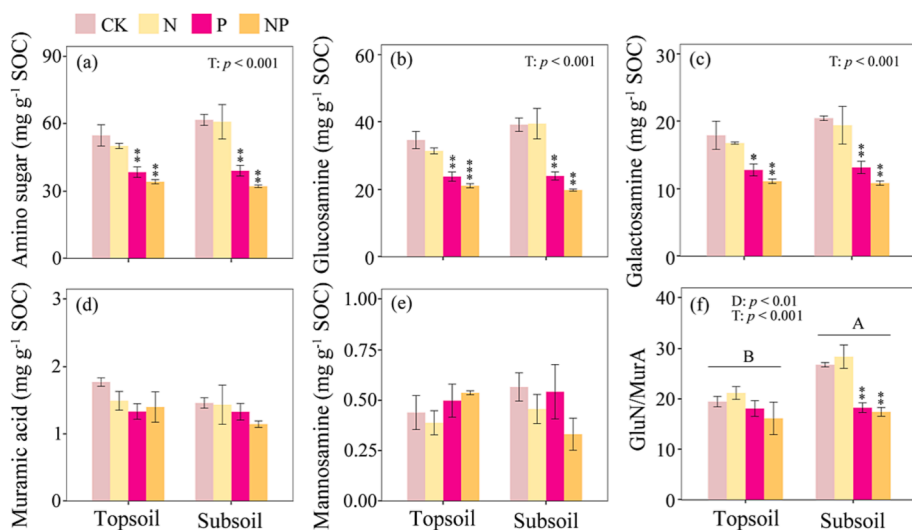 CK N P NP
(a)
T: p < 0.001
Amino sugar (mg g-1 SOC)
90
60
30
0
** ** ** **
(b)
T: p < 0.001
Glucosamine (mg g-1 SOC)
60
40
20
0
** *** ** **
(c)
T: p < 0.001
Galactosamine (mg g-1 SOC)
30
20
10
0
* ** ** **
(d)
Muramic acid (mg g-1 SOC)
3
2
1
0
Topsoil Subsoil
(e)
Mannosamine (mg g-1 SOC)
1.00
0.75
0.50
0.25
0.00
Topsoil Subsoil
(f)
D: p < 0.01
T: p < 0.001
GluN/MurA
40
30
20
10
0
B
A
** **
Topsoil Subsoil